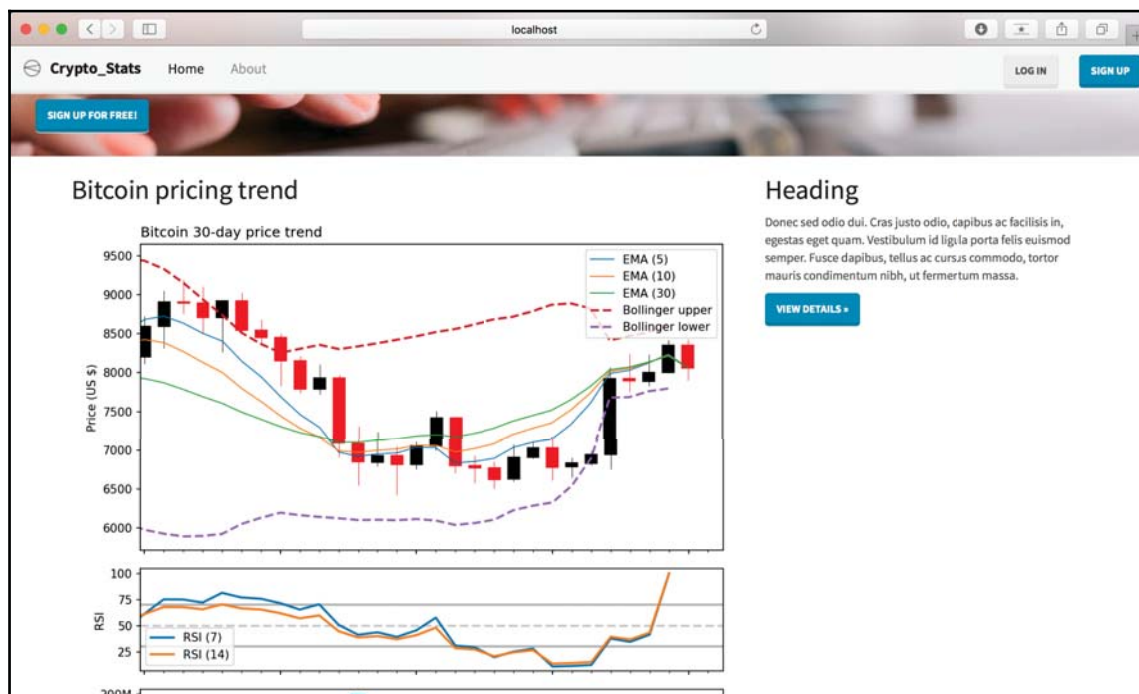 localhost
Crypto_Stats Home About LOG IN SIGN UP
SIGN UP FOR FREE!
Bitcoin pricing trend
Bitcoin 30-day price trend
9500
9000
8500
8000
7500
7000
6500
6000
Price (US $)
EMA (5)
EMA (10)
EMA (30)
Bollinger upper
Bollinger lower
100
75
50
25
RSI
RSI (7)
RSI (14)
200M
Heading
Donec sed odio dui. Cras justo odio, capibus ac facilisis in,
egestas eget quam. Vestibulum id ligula porta felis euismod
semper. Fusce dapibus, tellus ac cursus commodo, tortor
mauris condimentum nibh, ut fermertum massa.
VIEW DETAILS »